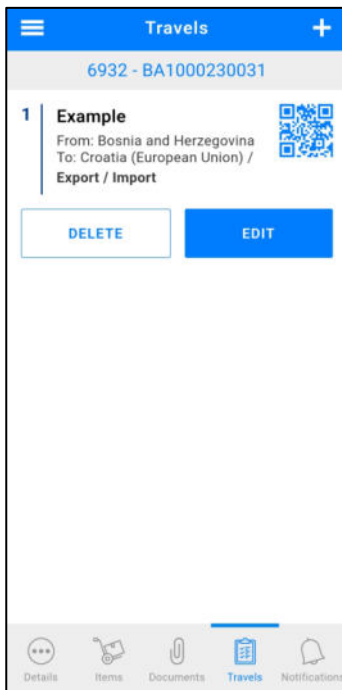 Travels
6932 - BA1000230031
1
Example
From: Bosnia and Herzegovina
To: Croatia (European Union) /
Export / Import
DELETE
EDIT
Details
Items
Documents
Travels
Notifications